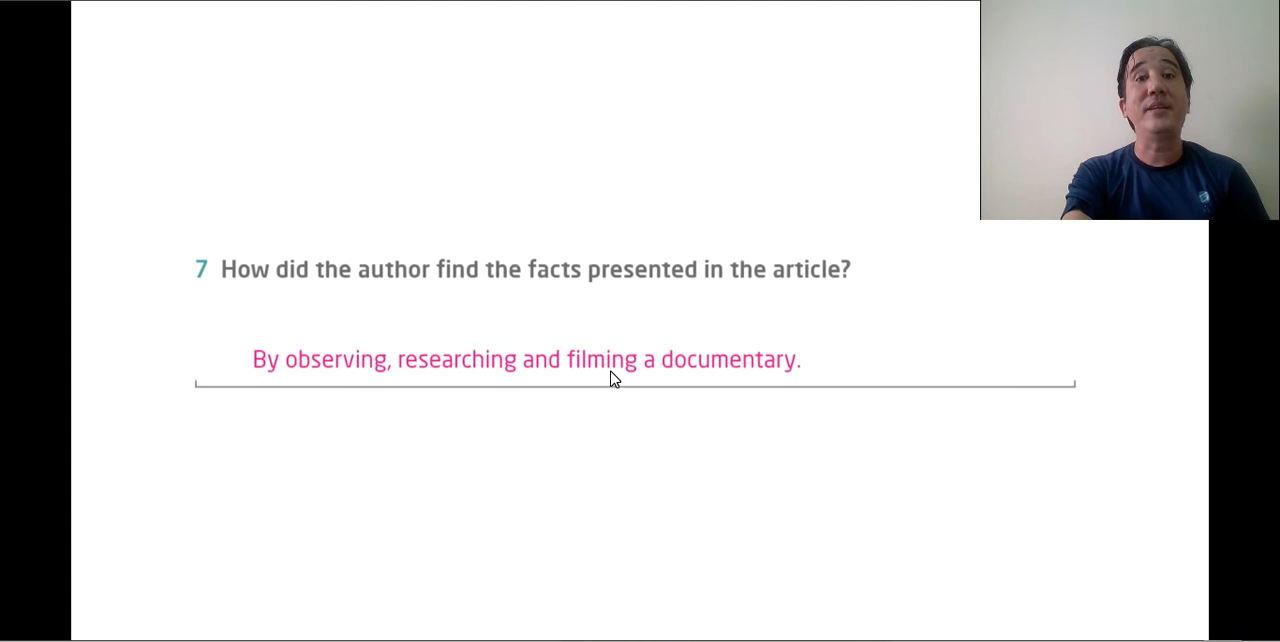 7 How did the author find the facts presented in the article?
By observing, researching and filming a documentary.